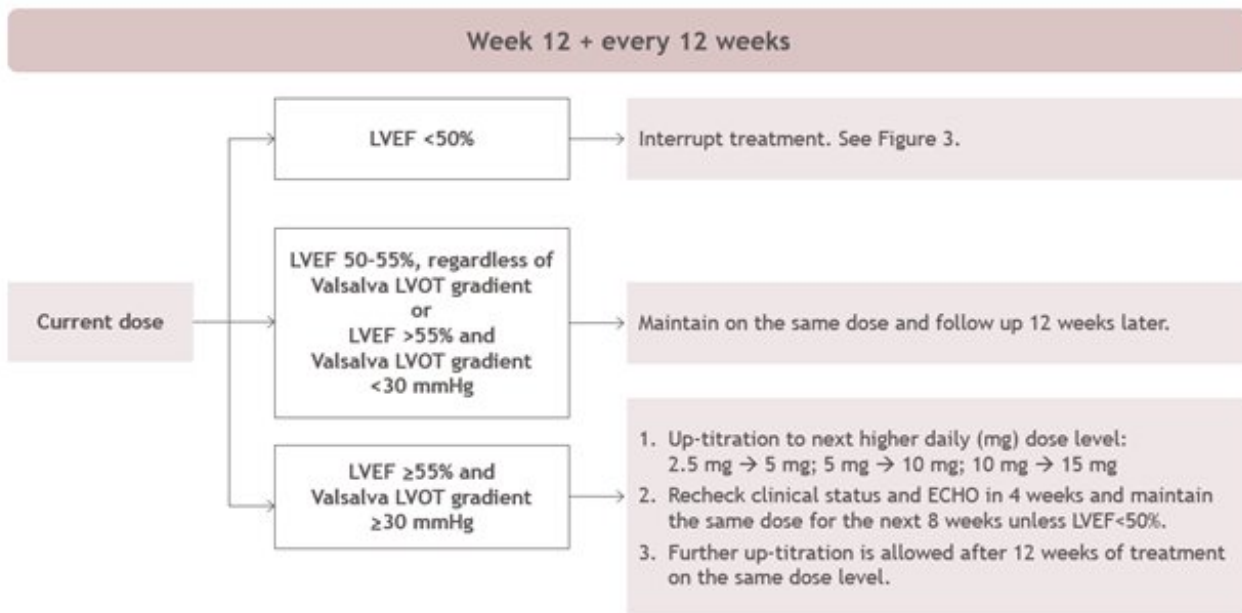 Week 12 + every 12 weeks
Current dose
LVEF <50%
Interrupt treatment. See Figure 3.
LVEF 50-55%, regardless of
Valsalva LVOT gradient
or
LVEF >55% and
Valsalva LVOT gradient
<30 mmHg
Maintain on the same dose and follow up 12 weeks later.
LVEF ≥55% and
Valsalva LVOT gradient
≥30 mmHg
1. Up-titration to next higher daily (mg) dose level:
2.5 mg → 5 mg; 5 mg → 10 mg; 10 mg → 15 mg
2. Recheck clinical status and ECHO in 4 weeks and maintain
the same dose for the next 8 weeks unless LVEF<50%.
3. Further up-titration is allowed after 12 weeks of treatment
on the same dose level.